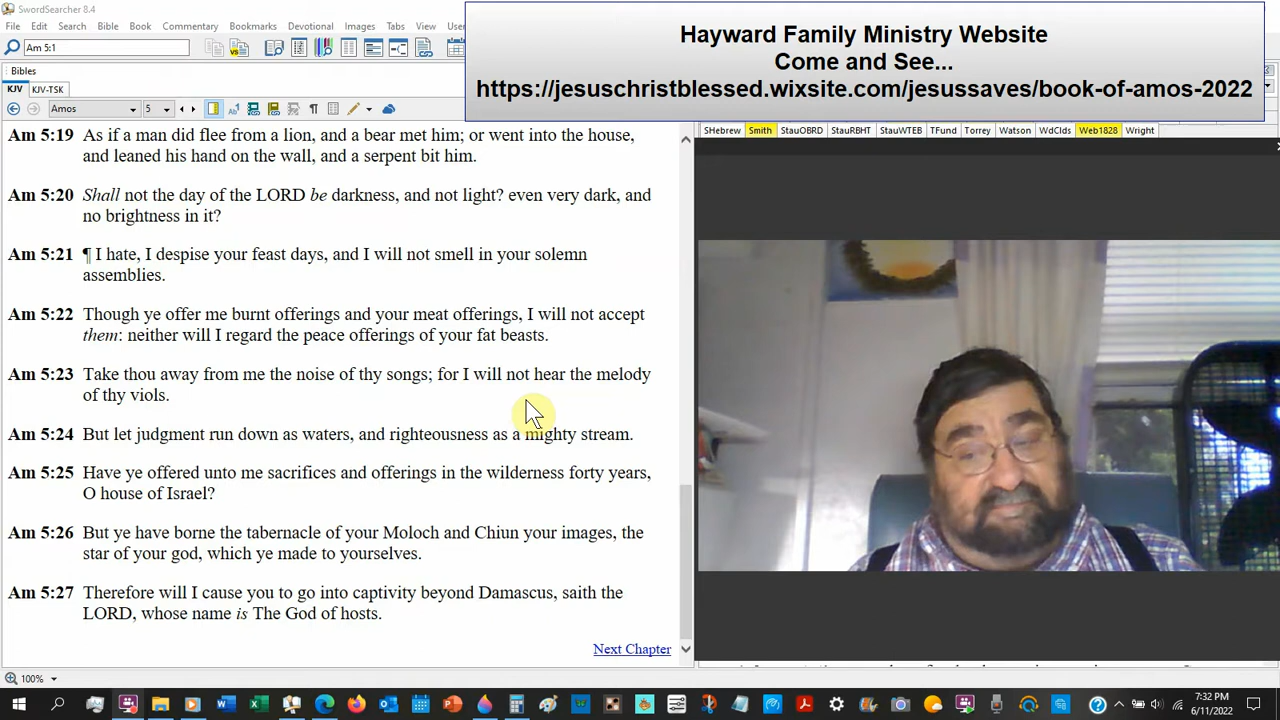 SwordSearcher 8.4
File Edit Search Bible Book Commentary Bookmarks Devotional Images Tabs View
Am 5:1
Bibles
KJV KJV-TSK
Amos 5
Hayward Family Ministry Website
Come and See...
https://jesuschristblessed.wixsite.com/jesussaves/book-of-amos-2022
SHebrew Smith StauOBRD StauRBHT StauWTEB TFund Torrey Watson WdClds Web1828 Wright
Am 5:19 As if a man did flee from a lion, and a bear met him; or went into the house,
and leaned his hand on the wall, and a serpent bit him.
Am 5:20 Shall not the day of the LORD be darkness, and not light? even very dark, and
no brightness in it?
Am 5:21 ¶ I hate, I despise your feast days, and I will not smell in your solemn
assemblies.
Am 5:22 Though ye offer me burnt offerings and your meat offerings, I will not accept
them: neither will I regard the peace offerings of your fat beasts.
Am 5:23 Take thou away from me the noise of thy songs; for I will not hear the melody
of thy viols.
Am 5:24 But let judgment run down as waters, and righteousness as a mighty stream.
Am 5:25 Have ye offered unto me sacrifices and offerings in the wilderness forty years,
O house of Israel?
Am 5:26 But ye have borne the tabernacle of your Moloch and Chiun your images, the
star of your god, which ye made to yourselves.
Am 5:27 Therefore will I cause you to go into captivity beyond Damascus, saith the
LORD, whose name is The God of hosts.
Next Chapter
100%
7:32 PM
6/11/2022